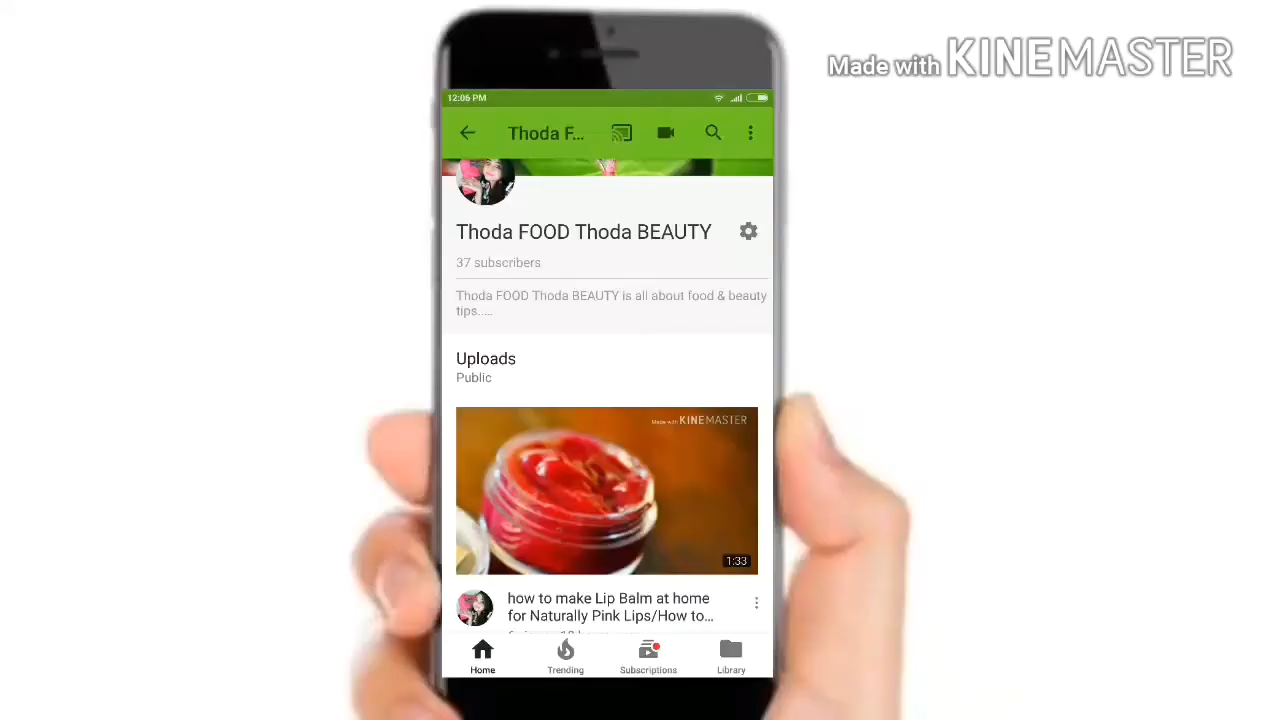 Made with KINEMASTER
12:06 PM
Thoda F...
Thoda FOOD Thoda BEAUTY
37 subscribers
Thoda FOOD Thoda BEAUTY is all about food & beauty
tips.....
Uploads
Public
Made with KINEMASTER
1:33
how to make Lip Balm at home
for Naturally Pink Lips/How to...
Home
Trending
Subscriptions
Library